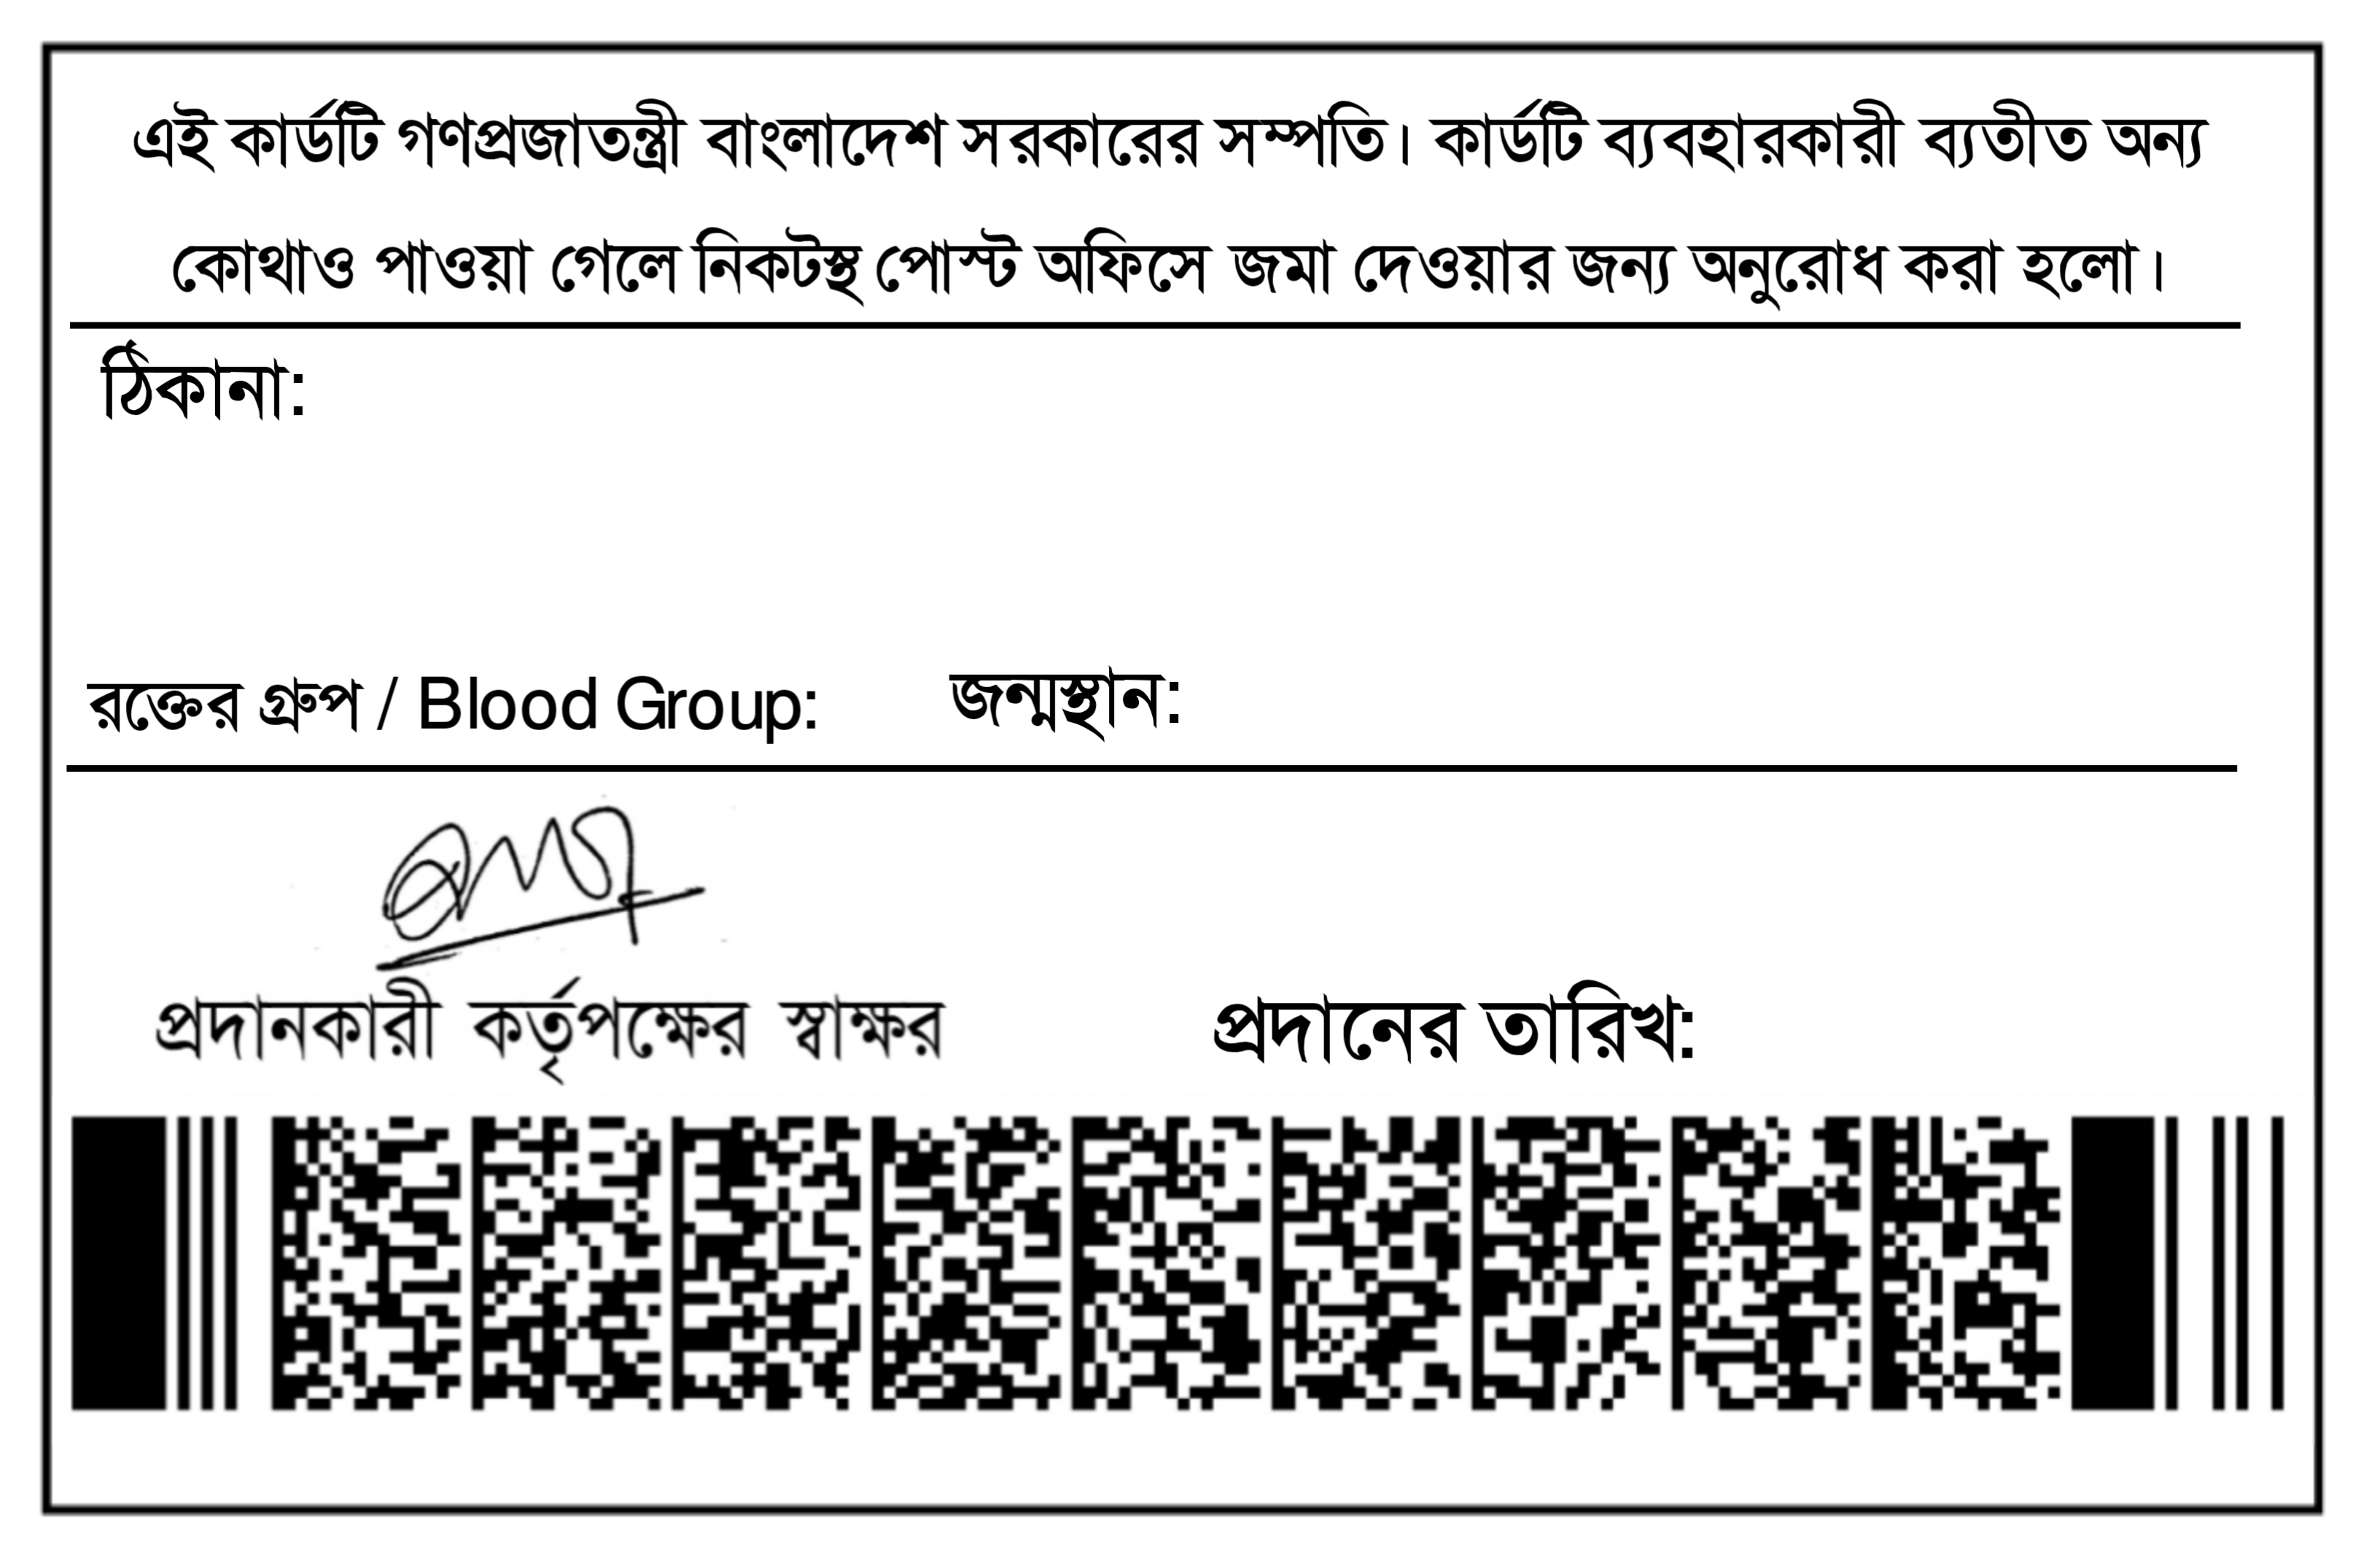 এই কার্ডটি গণপ্রজাতন্ত্রী বাংলাদেশ সরকারের সম্পতি। কার্ডটি ব্যবহারকারী ব্যতীত অন্য
কোথাও পাওয়া গেলে নিকটস্থ পোস্ট অফিসে জমা দেওয়ার জন্য অনুরোধ করা হলো।
ঠিকানা:
রক্তের গ্রুপ / Blood Group: জন্মস্থান:
প্রদানকারী কর্তৃপক্ষের স্বাক্ষর প্রদানের তারিখ: